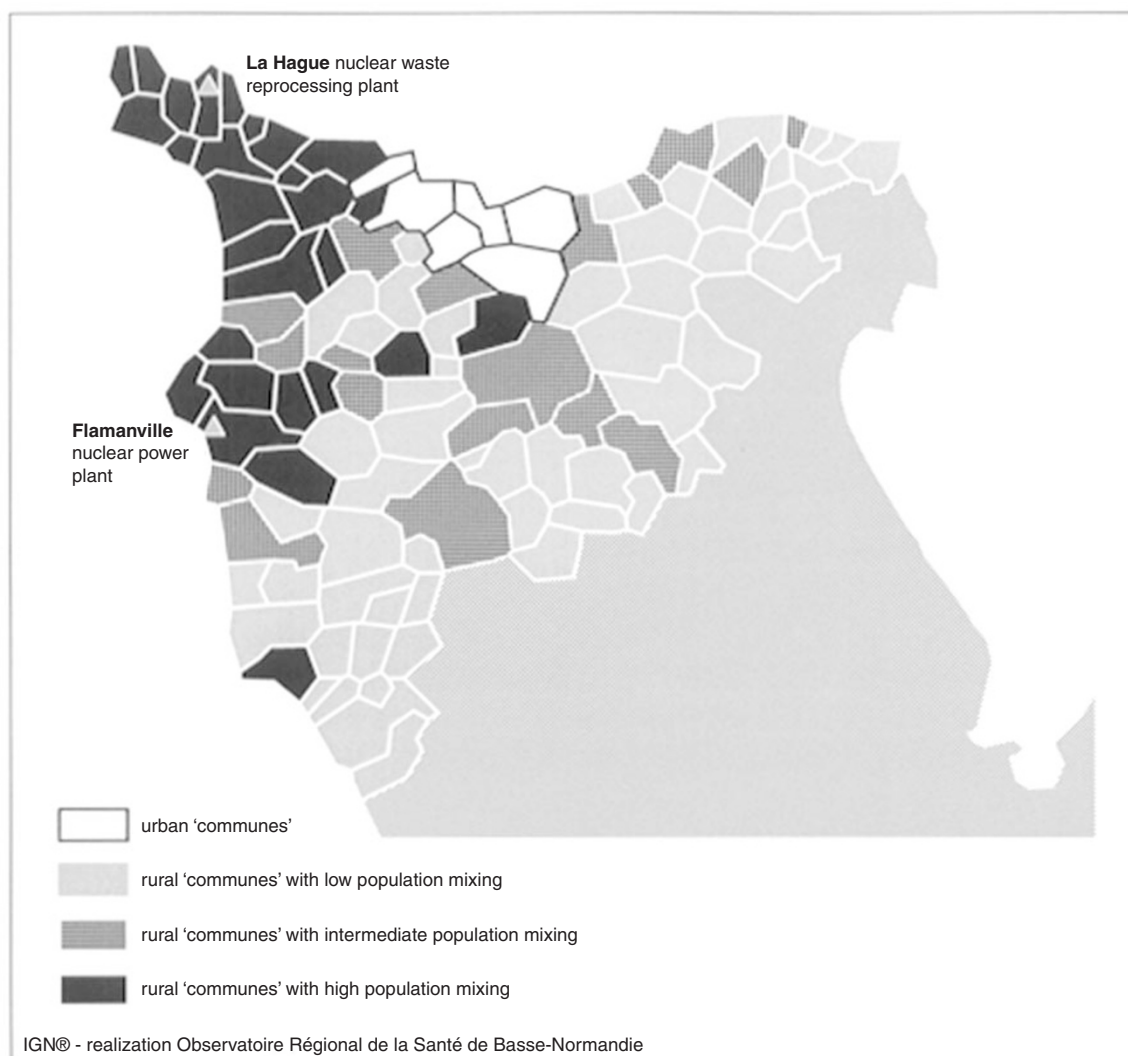 La Hague nuclear waste
reprocessing plant
Flamanville
nuclear power
plant
urban ‘communes’
rural ‘communes’ with low population mixing
rural ‘communes’ with intermediate population mixing
rural ‘communes’ with high population mixing
IGN® - realization Observatoire Régional de la Santé de Basse-Normandie